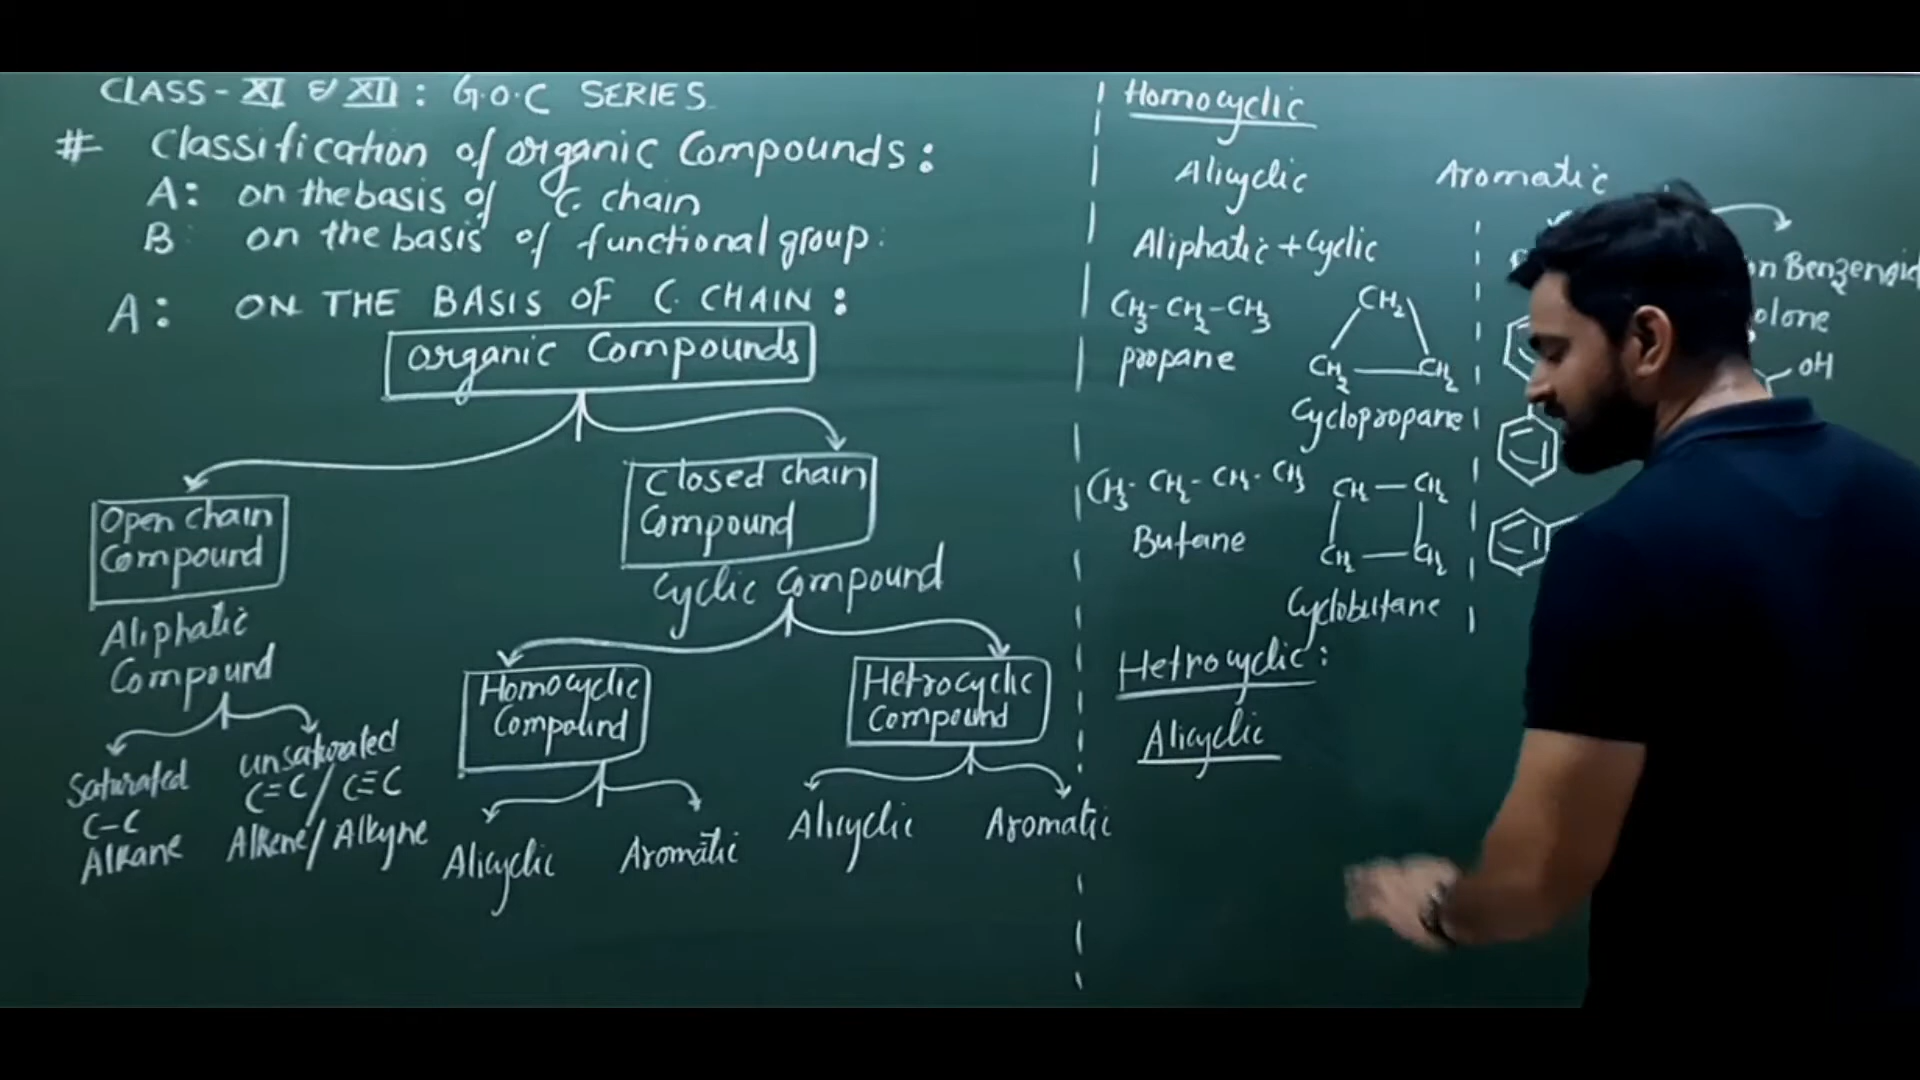 CLASS - XI & XII : G.O.C SERIES
# Classification of organic Compounds :
A : on the basis of C. chain
B : on the basis of functional group :
A : ON THE BASIS OF C. CHAIN :
organic Compounds
Open chain
Compound
Aliphatic
Compound
Saturated
C-C
Alkane
unsaturated
C=C / C≡C
Alkene / Alkyne
Closed chain
Compound
Cyclic Compound
Homocyclic
Compound
Alicyclic
Aromatic
Hetrocyclic
Compound
Alicyclic
Aromatic
Homocyclic
Alicyclic
Aliphatic + Cyclic
CH3 - CH2 - CH3
propane
CH2
CH2 — CH2
Cyclopropane
CH3 - CH2 - CH2 - CH3
Butane
CH2 — CH2
CH2 — CH2
Cyclobutane
Aromatic
Benzenoid
OH
Hetrocyclic :
Alicyclic